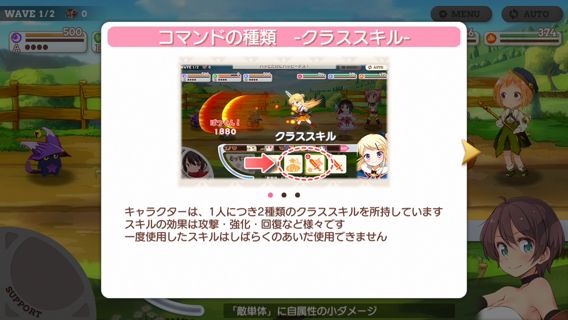 WAVE 1/2
0
MENU
AUTO
コマンドの種類 -クラススキル-
374
AUTO
1880
クラススキル
キャラクターは、1人につき2種類のクラススキルを所持しています
スキルの効果は攻撃・強化・回復など様々です
一度使用したスキルはしばらくのあいだ使用できません
SUPPORT
「敵単体」に自属性の小ダメージ